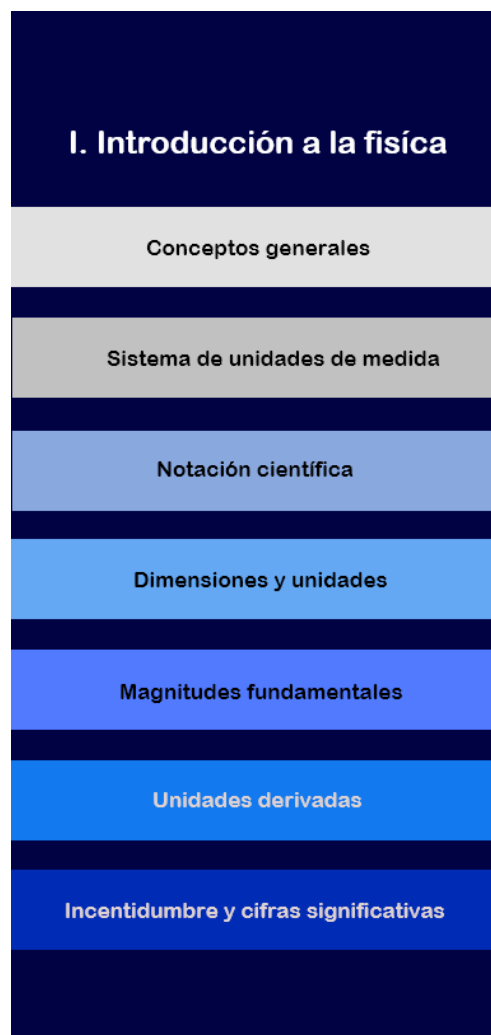 I. Introducción a la fisíca
Conceptos generales
Sistema de unidades de medida
Notación científica
Dimensiones y unidades
Magnitudes fundamentales
Unidades derivadas
Incentidumbre y cifras significativas